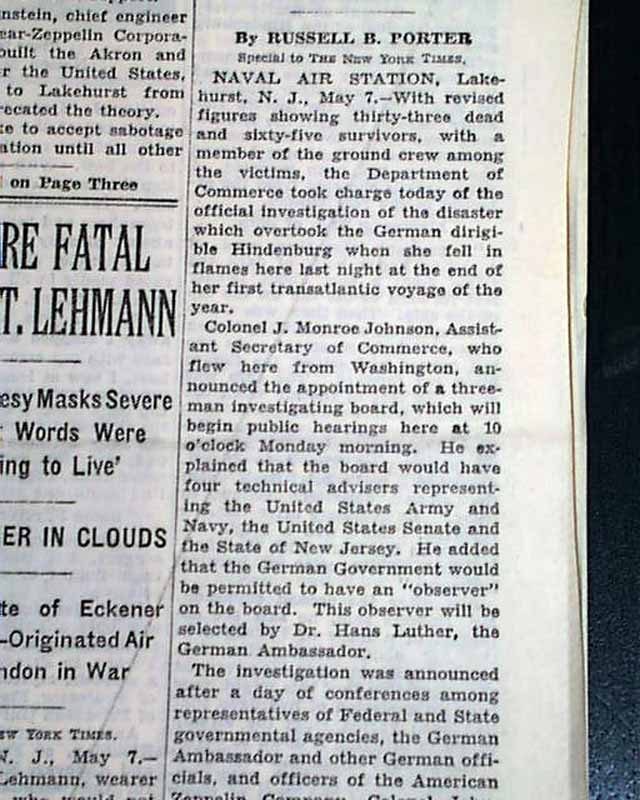 nstein, chief engineer
ear-Zeppelin Corpora-
built the Akron and
r the United States,
to Lakehurst from
recated the theory.
ke to accept sabotage
ation until all other
on Page Three
RE FATAL
T. LEHMANN
esy Masks Severe
Words Were
ing to Live'
ER IN CLOUDS
te of Eckener
-Originated Air
ndon in War
EW YORK TIMES.
N. J., May 7.—
Lehmann, wearer
who would not
By RUSSELL B. PORTER
Special to THE NEW YORK TIMES.
NAVAL AIR STATION, Lake-
hurst, N. J., May 7.—With revised
figures showing thirty-three dead
and sixty-five survivors, with a
member of the ground crew among
the victims, the Department of
Commerce took charge today of the
official investigation of the disaster
which overtook the German dirigi-
ble Hindenburg when she fell in
flames here last night at the end of
her first transatlantic voyage of the
year.
Colonel J. Monroe Johnson, Assist-
ant Secretary of Commerce, who
flew here from Washington, an-
nounced the appointment of a three-
man investigating board, which will
begin public hearings here at 10
o'clock Monday morning. He ex-
plained that the board would have
four technical advisers represent-
ing the United States Army and
Navy, the United States Senate and
the State of New Jersey. He added
that the German Government would
be permitted to have an "observer"
on the board. This observer will be
selected by Dr. Hans Luther, the
German Ambassador.
The investigation was announced
after a day of conferences among
representatives of Federal and State
governmental agencies, the German
Ambassador and other German offi-
cials, and officers of the American
Zeppelin Company. Colonel